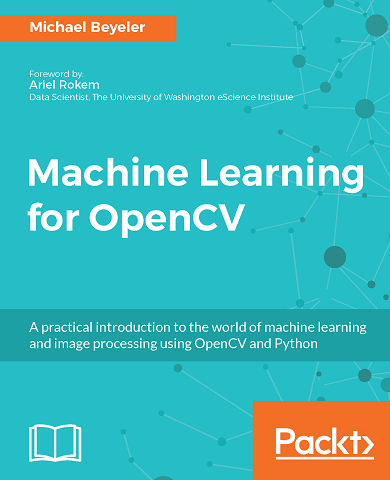 Michael Beyeler
Foreword by:
Ariel Rokem
Data Scientist, The University of Washington eScience Institute
Machine Learning
for OpenCV
A practical introduction to the world of machine learning
and image processing using OpenCV and Python
Packt>